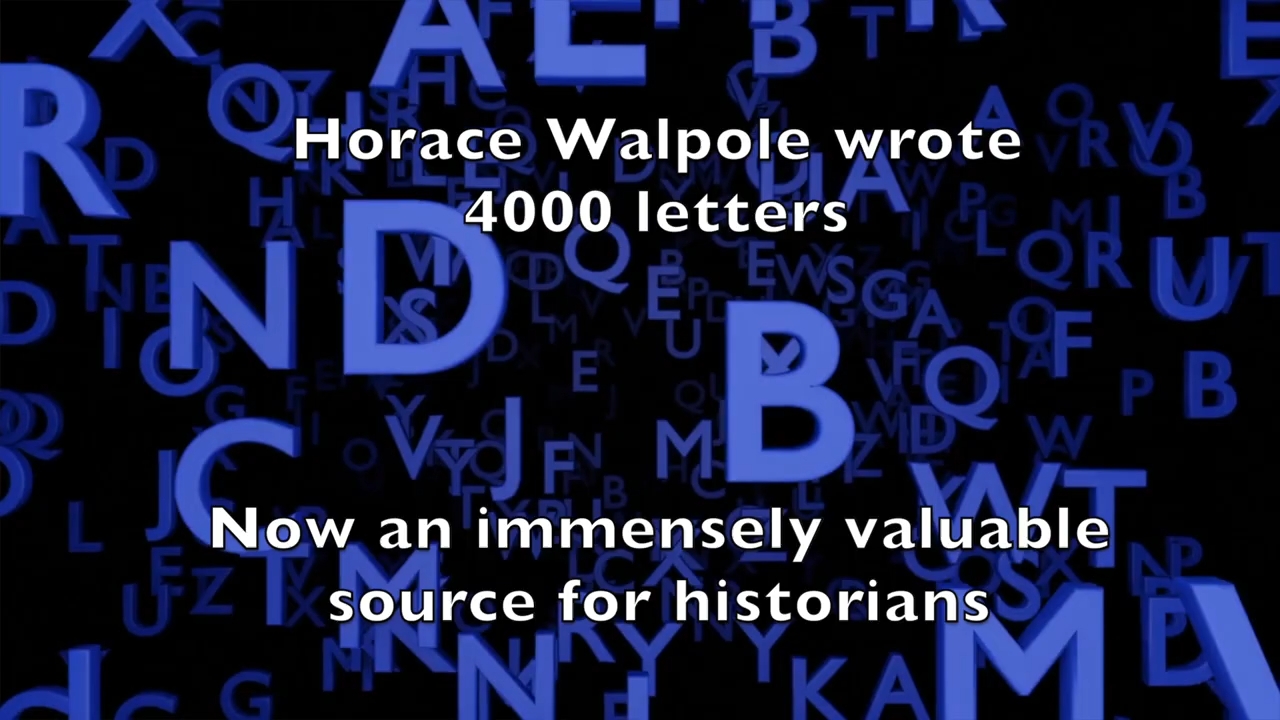 Horace Walpole wrote
4000 letters
Now an immensely valuable
source for historians